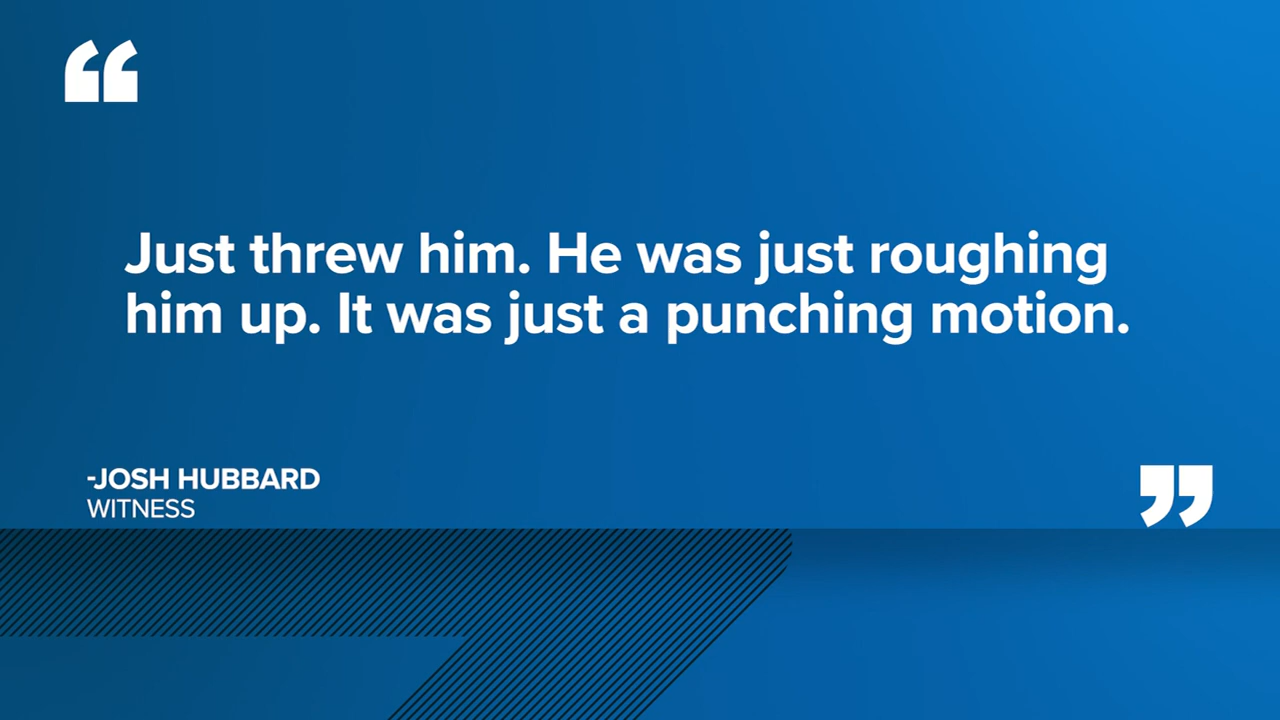 “
Just threw him. He was just roughing
him up. It was just a punching motion.
-JOSH HUBBARD
WITNESS
”